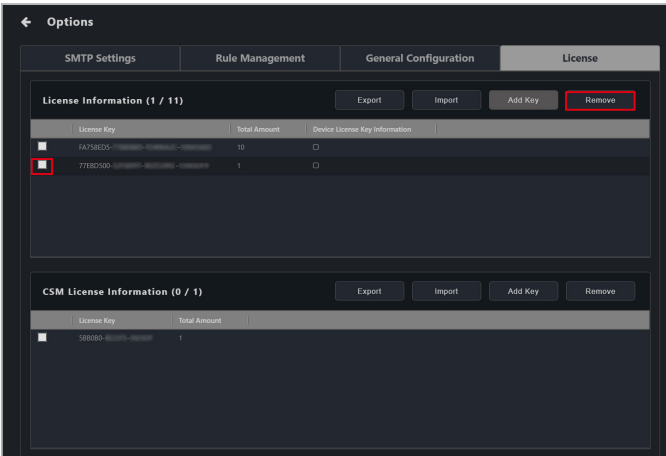 Options
SMTP Settings Rule Management General Configuration License
License Information (1 / 11) Export Import Add Key Remove
License Key Total Amount Device License Key Information
FA758ED5- 10
77EBD500- 1
CSM License Information (0 / 1) Export Import Add Key Remove
License Key Total Amount
5BB0B0- 1